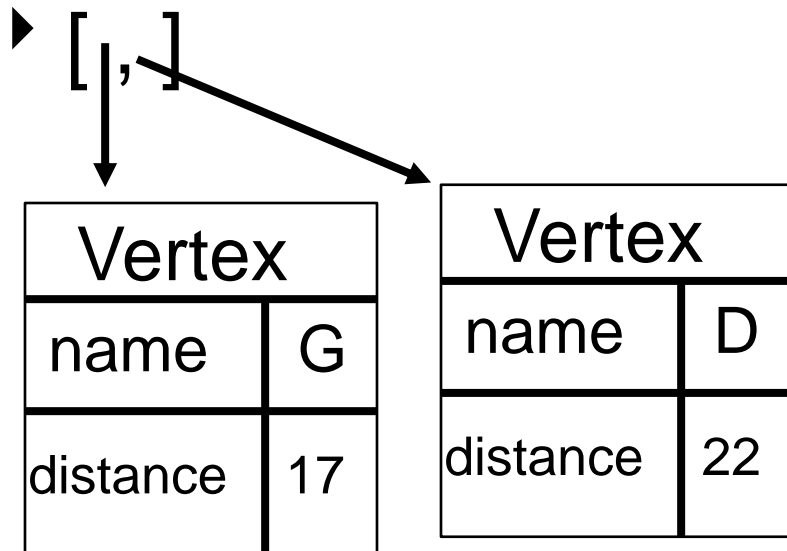 [ , ]
Vertex
name G
distance 17
Vertex
name D
distance 22